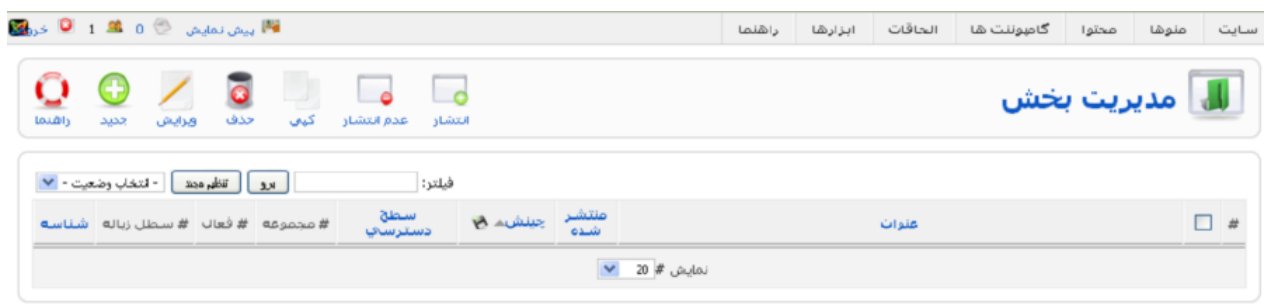 سایت منوها محتوا کامپوننت ها الحاقات ابزارها راهنما پیش نمایش 0 1 خروج
مدیریت بخش
انتشار عدم انتشار کپی حذف ویرایش جدید راهنما
فیلتر: برو تنظیم مجدد - انتخاب وضعیت -
# عنوان منتشر شده چینش سطح دسترسي # مجموعه # فعال # سطل زباله شناسه
نمایش # 20